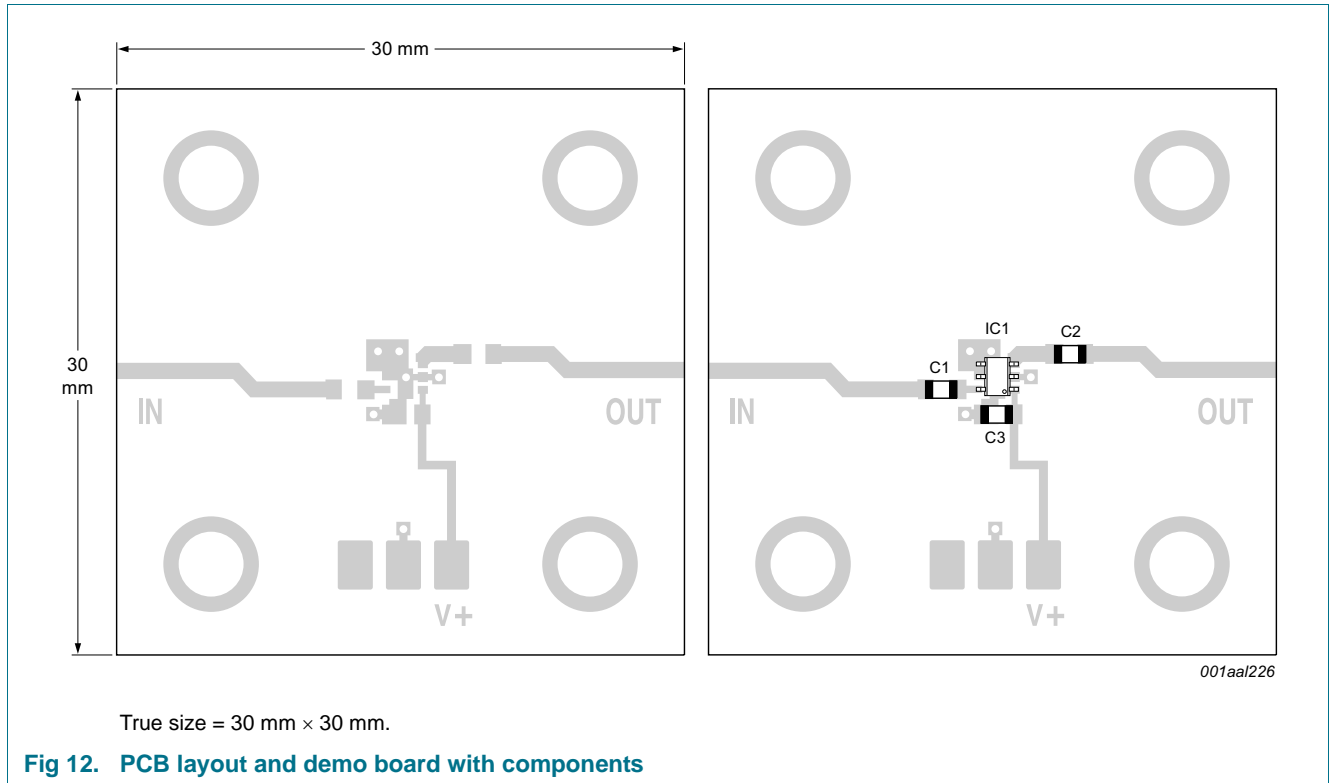 30 mm
30
mm
IN
OUT
V+
IC1
C2
C1
C3
IN
OUT
V+
001aal226
True size = 30 mm × 30 mm.
Fig 12. PCB layout and demo board with components